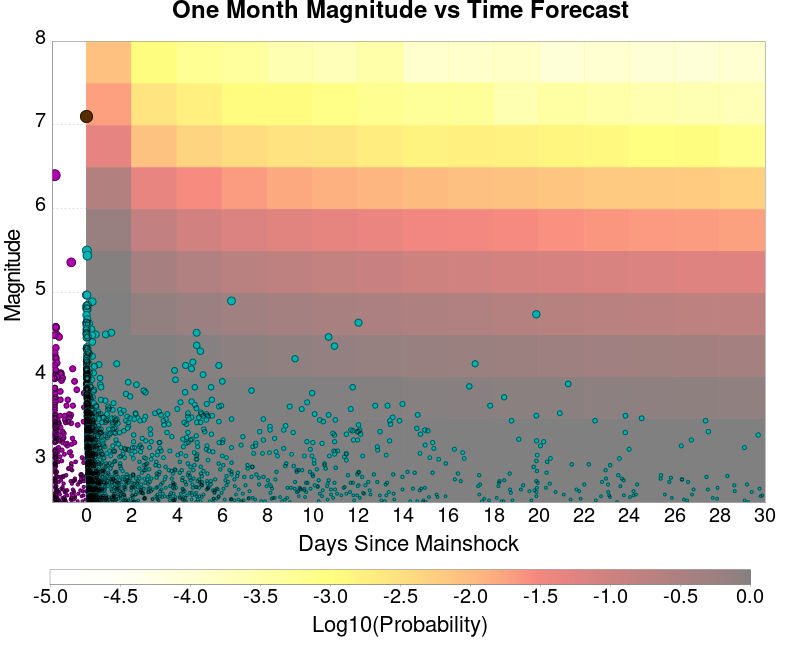 One Month Magnitude vs Time Forecast
8
7
6
5
4
3
Magnitude
0 2 4 6 8 10 12 14 16 18 20 22 24 26 28 30
Days Since Mainshock
-5.0 -4.5 -4.0 -3.5 -3.0 -2.5 -2.0 -1.5 -1.0 -0.5 0.0
Log10(Probability)